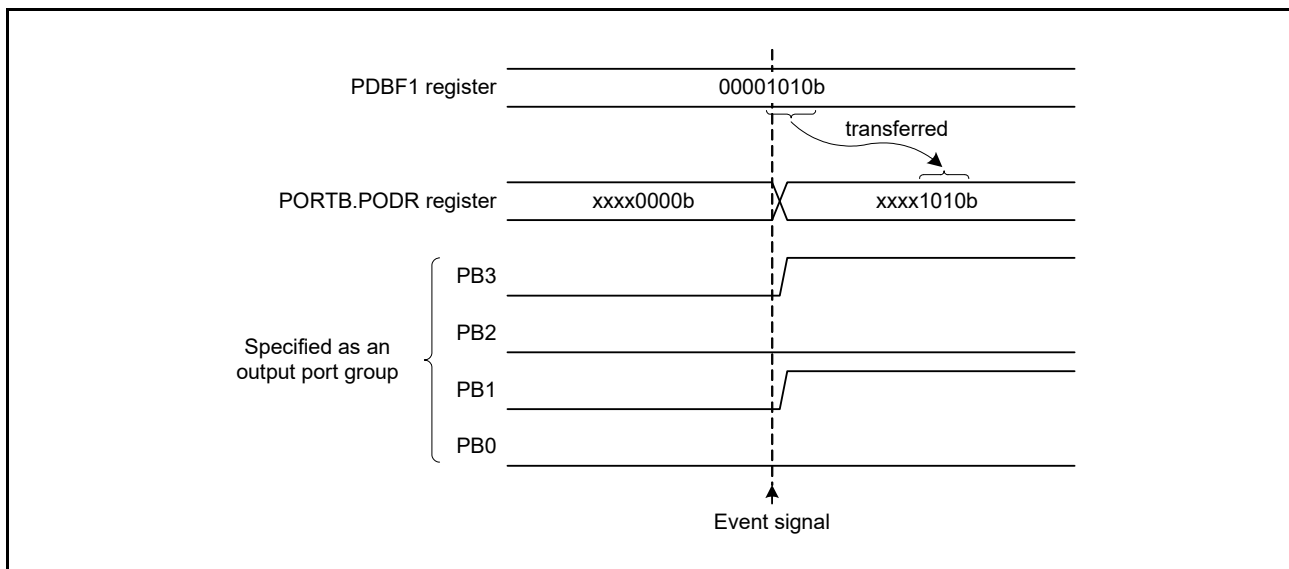 PDBF1 register
00001010b
transferred
PORTB.PODR register
xxxx0000b
xxxx1010b
PB3
PB2
Specified as an
output port group
PB1
PB0
Event signal